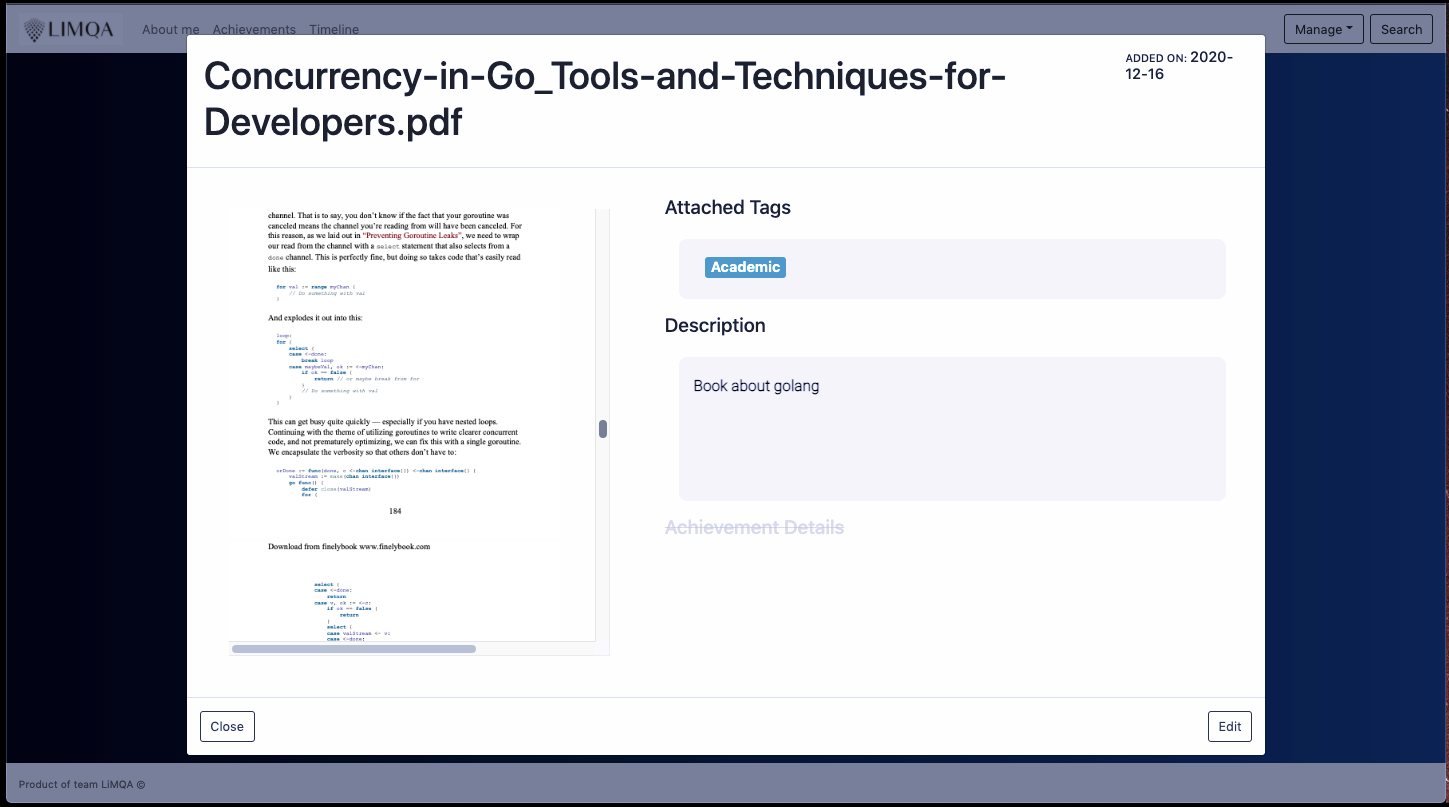 LIMQA
About me
Achievements
Timeline
Manage
Search
Concurrency-in-Go_Tools-and-Techniques-for-
Developers.pdf
ADDED ON: 2020-
12-16
channel. That is to say, you don't know if the fact that your goroutine was
canceled means the channel you're reading from will have been canceled. For
this reason, as we laid out in “Preventing Goroutine Leaks”, we need to wrap
our read from the channel with a select statement that also selects from a
done channel. This is perfectly fine, but doing so takes code that's easily read
like this:
for val := range myChan {
// Do something with val
}
And explodes it out into this:
loop:
for {
select {
case <-done:
break loop
case maybeVal, ok := <-myChan:
if ok == false {
return // or maybe break from for
}
// Do something with val
}
}
This can get busy quite quickly — especially if you have nested loops.
Continuing with the theme of utilizing goroutines to write clearer concurrent
code, and not prematurely optimizing, we can fix this with a single goroutine.
We encapsulate the verbosity so that others don't have to:
orDone := func(done, c <-chan interface{}) <-chan interface{} {
valStream := make(chan interface{})
go func() {
defer close(valStream)
for {
184
Download from finelybook www.finelybook.com
select {
case <-done:
return
case v, ok := <-c:
if ok == false {
return
}
select {
case valStream <- v:
case <-done:
Attached Tags
Academic
Description
Book about golang
Achievement Details
Close
Edit
Product of team LiMQA ©